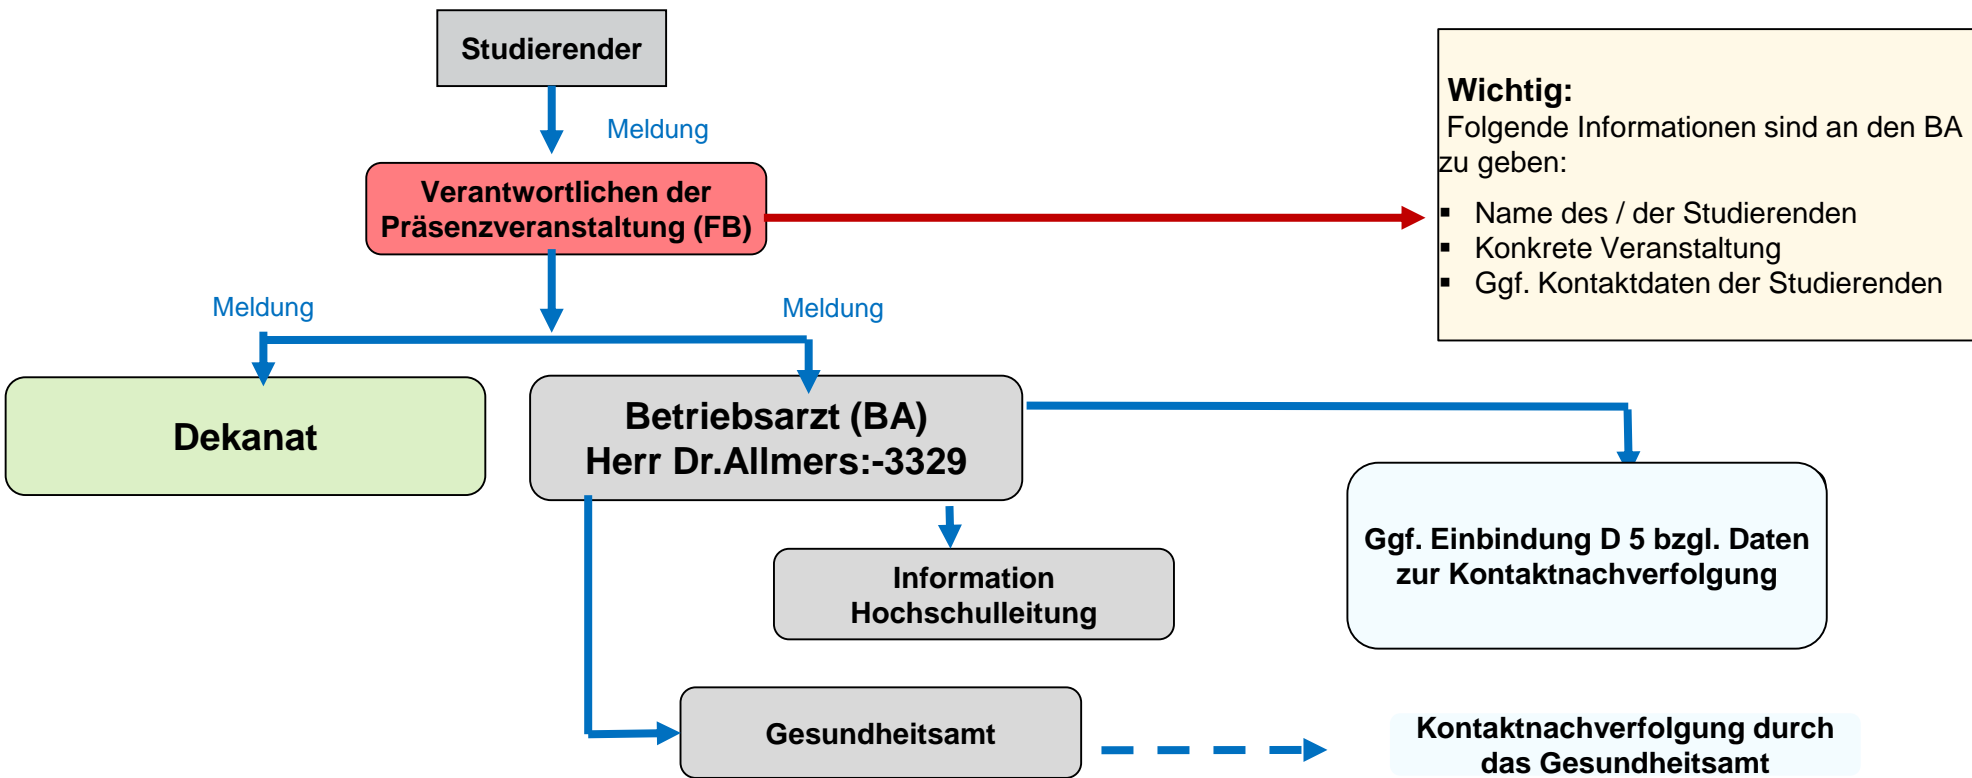 Studierender
Meldung
Verantwortlichen der
Präsenzveranstaltung (FB)
Wichtig:
Folgende Informationen sind an den BA
zu geben:
▪ Name des / der Studierenden
▪ Konkrete Veranstaltung
▪ Ggf. Kontaktdaten der Studierenden
Meldung
Meldung
Dekanat
Betriebsarzt (BA)
Herr Dr.Allmers:-3329
Ggf. Einbindung D 5 bzgl. Daten
zur Kontaktnachverfolgung
Information
Hochschulleitung
Gesundheitsamt
Kontaktnachverfolgung durch
das Gesundheitsamt